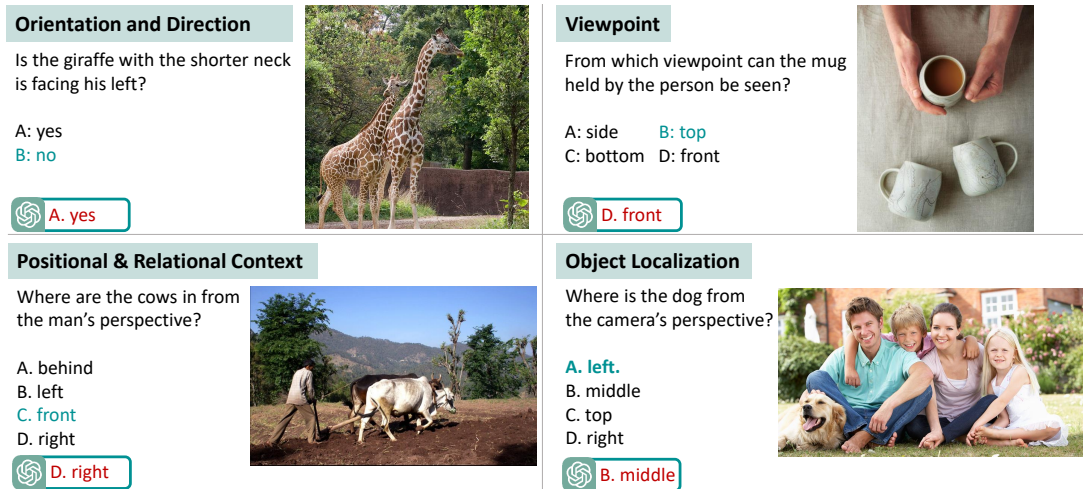 Orientation and Direction
Is the giraffe with the shorter neck
is facing his left?
A: yes
B: no
A. yes
Viewpoint
From which viewpoint can the mug
held by the person be seen?
A: side B: top
C: bottom D: front
D. front
Positional & Relational Context
Where are the cows in from
the man's perspective?
A. behind
B. left
C. front
D. right
D. right
Object Localization
Where is the dog from
the camera's perspective?
A. left.
B. middle
C. top
D. right
B. middle